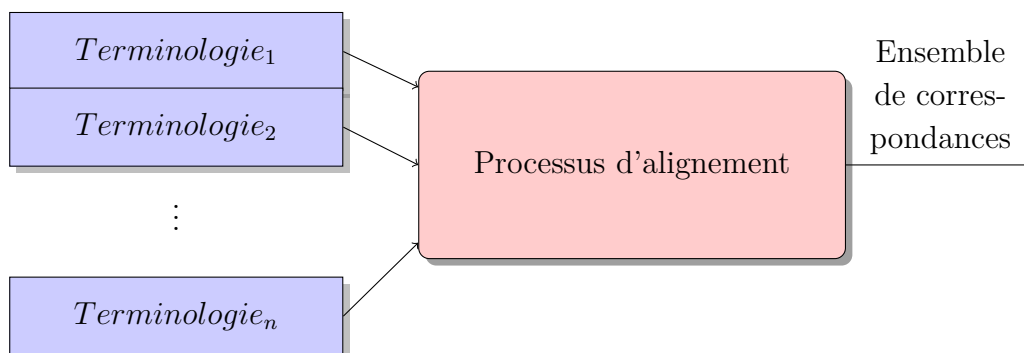 Terminologie₁
Terminologie₂
⋮
Terminologieₙ
Processus d'alignement
Ensemble
de corres-
pondances